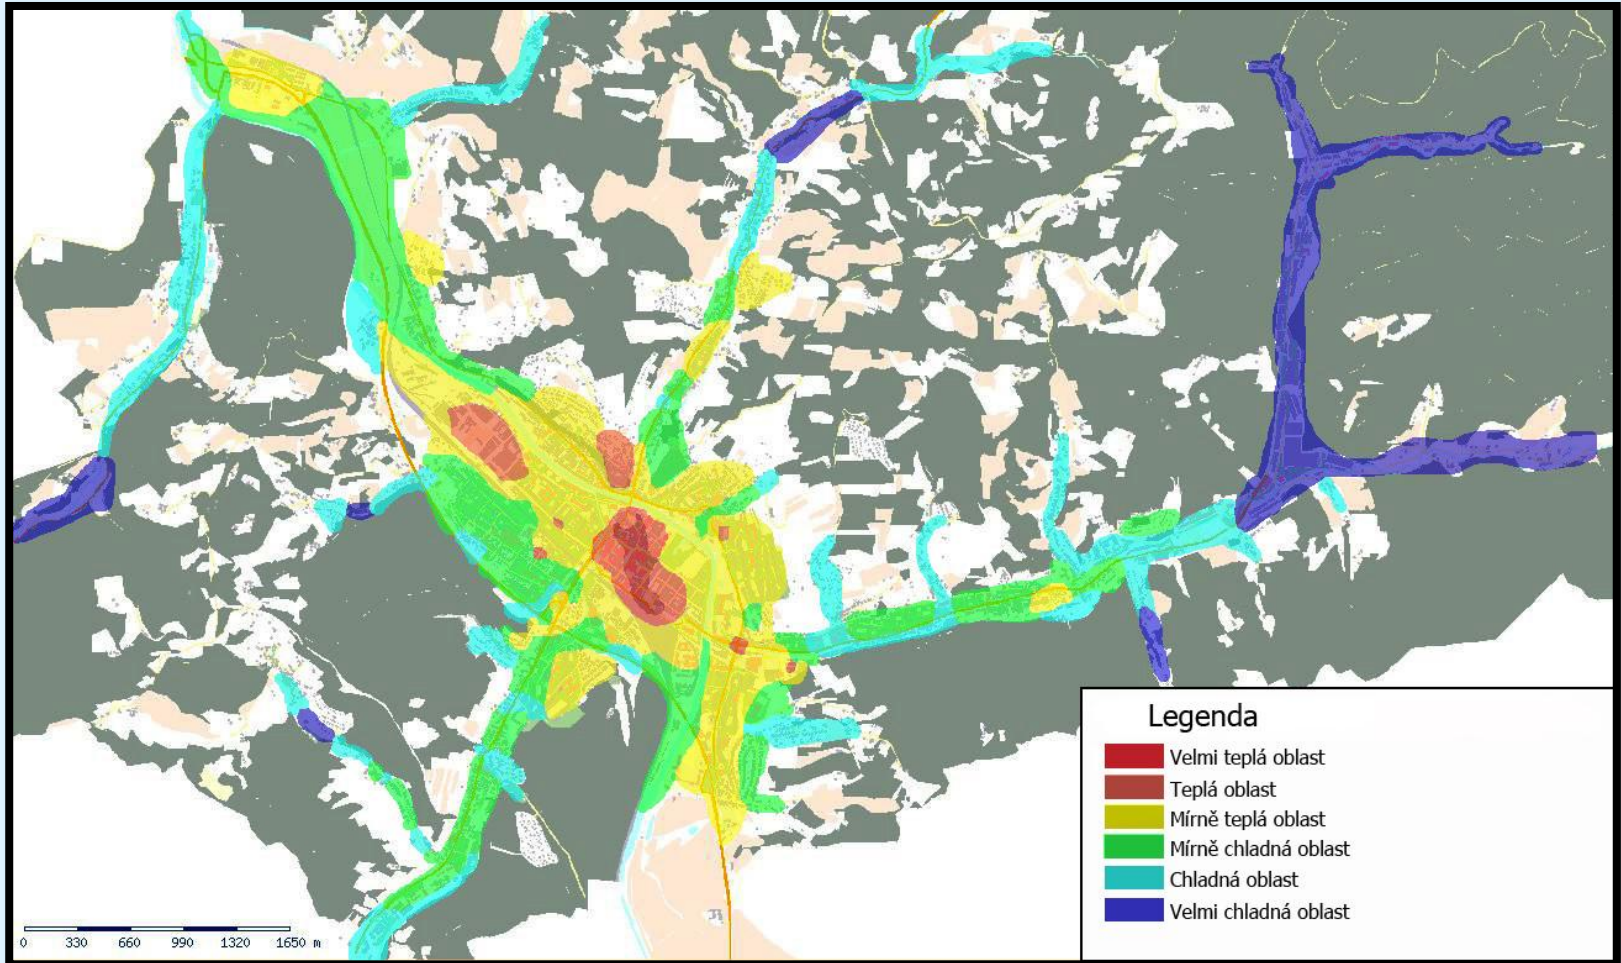 Legenda
Velmi teplá oblast
Teplá oblast
Mírně teplá oblast
Mírně chladná oblast
Chladná oblast
Velmi chladná oblast
0 330 660 990 1320 1650 m